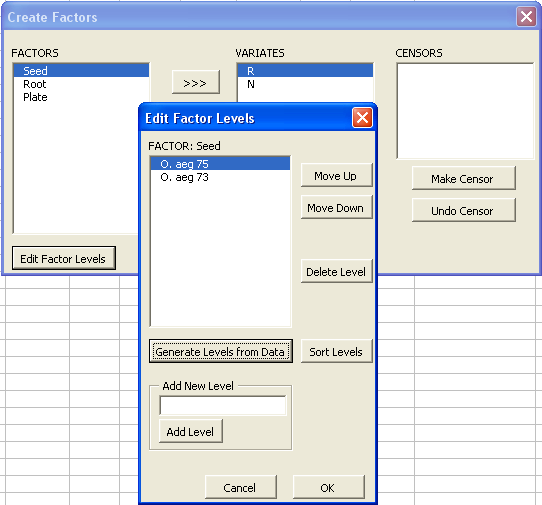 Create Factors
FACTORS
VARIATES
CENSORS
Seed
Root
Plate
>>>
R
N
Make Censor
Undo Censor
Edit Factor Levels
Edit Factor Levels
FACTOR: Seed
O. aeg 75
O. aeg 73
Move Up
Move Down
Delete Level
Generate Levels from Data
Sort Levels
Add New Level
Add Level
Cancel
OK